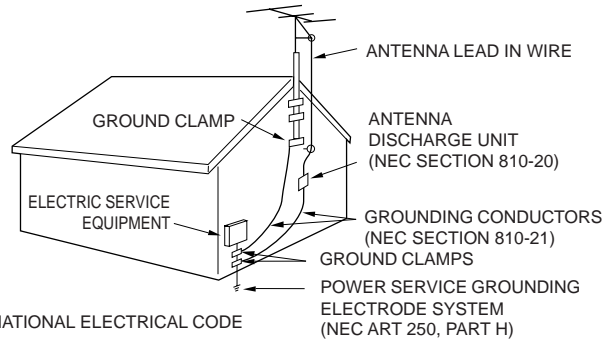 ANTENNA LEAD IN WIRE
GROUND CLAMP
ANTENNA
DISCHARGE UNIT
(NEC SECTION 810-20)
ELECTRIC SERVICE
EQUIPMENT
GROUNDING CONDUCTORS
(NEC SECTION 810-21)
GROUND CLAMPS
POWER SERVICE GROUNDING
ELECTRODE SYSTEM
(NEC ART 250, PART H)
NATIONAL ELECTRICAL CODE